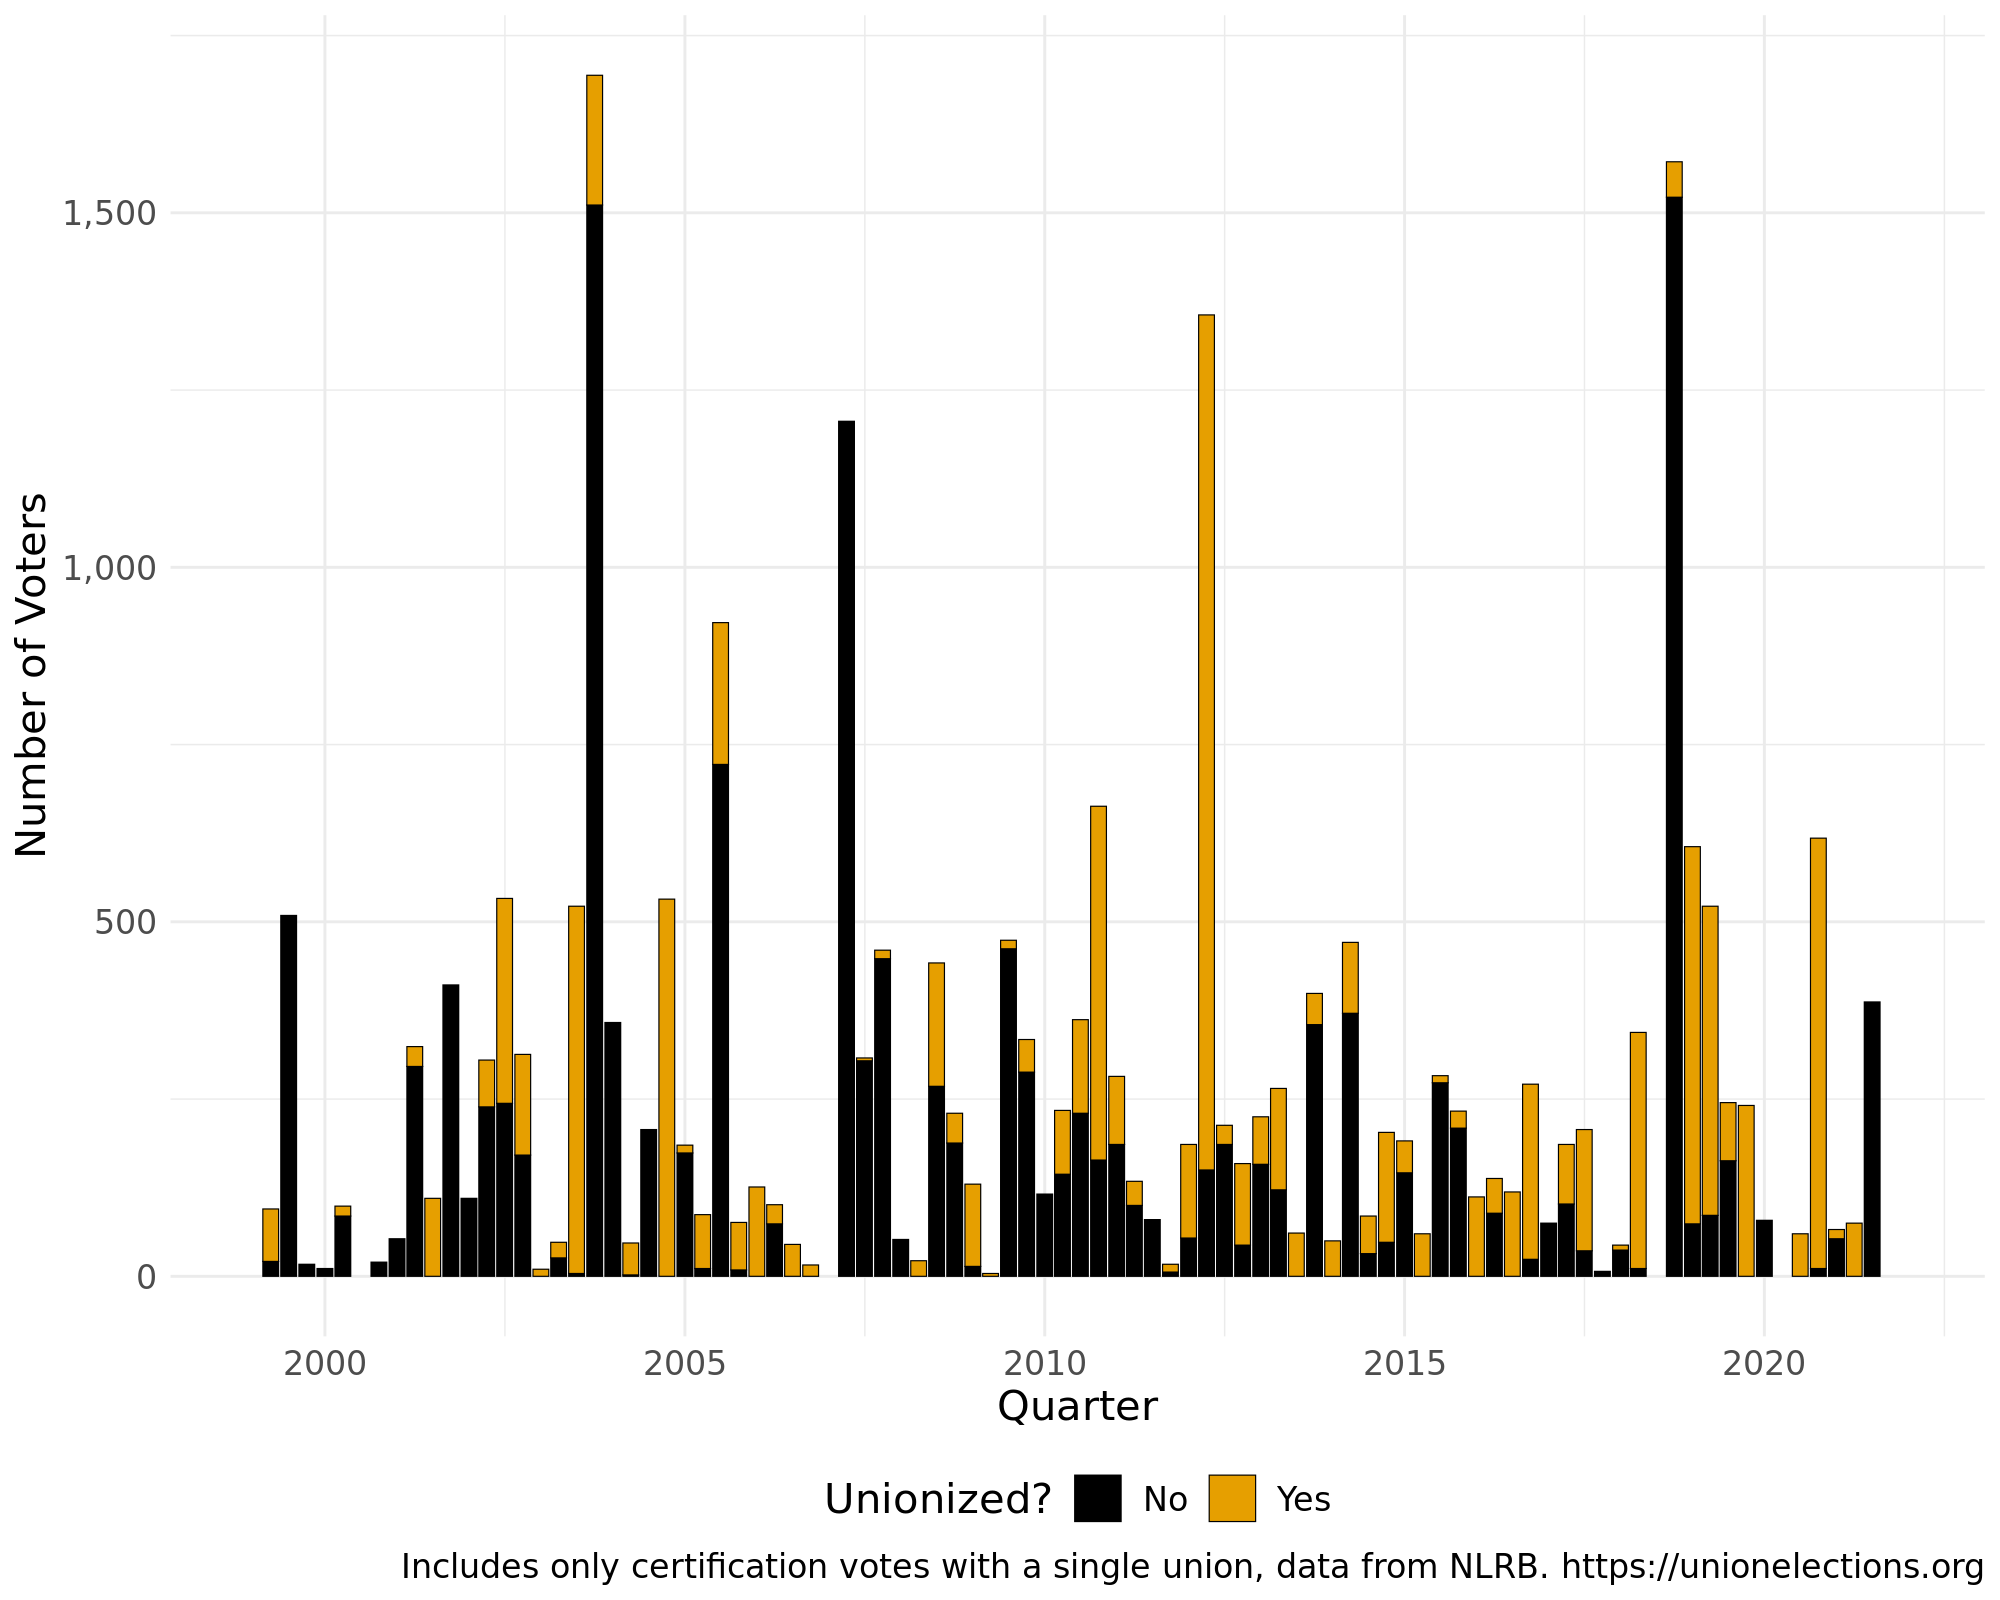 1,500
1,000
500
0
Number of Voters
2000 2005 2010 2015 2020
Quarter
Unionized? No Yes
Includes only certification votes with a single union, data from NLRB. https://unionelections.org